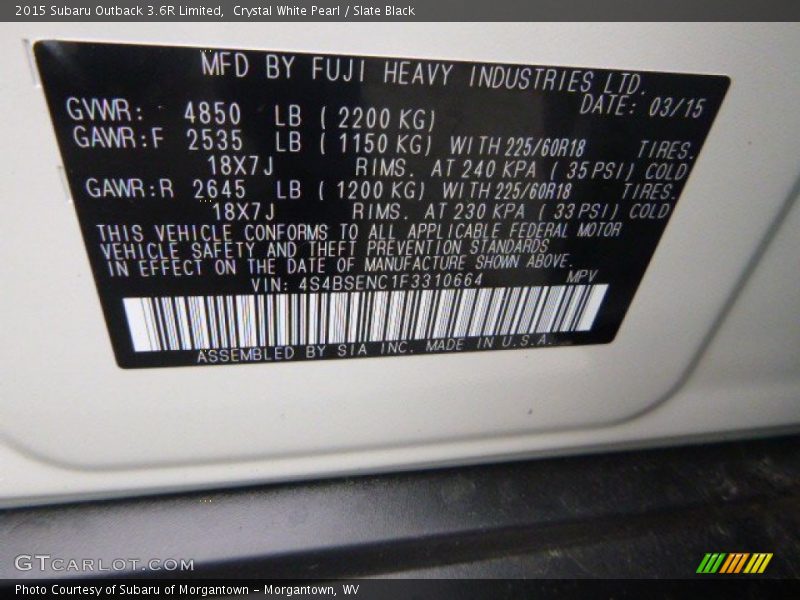 2015 Subaru Outback 3.6R Limited, Crystal White Pearl / Slate Black
MFD BY FUJI HEAVY INDUSTRIES LTD.
DATE: 03/15
GVWR: 4850 LB ( 2200 KG)
GAWR:F 2535 LB ( 1150 KG) WITH 225/60R18 TIRES.
18X7J RIMS. AT 240 KPA ( 35 PSI) COLD
GAWR:R 2645 LB ( 1200 KG) WITH 225/60R18 TIRES.
18X7J RIMS. AT 230 KPA ( 33 PSI) COLD
THIS VEHICLE CONFORMS TO ALL APPLICABLE FEDERAL MOTOR
VEHICLE SAFETY AND THEFT PREVENTION STANDARDS
IN EFFECT ON THE DATE OF MANUFACTURE SHOWN ABOVE.
VIN: 4S4BSENC1F3310664 MPV
ASSEMBLED BY SIA INC. MADE IN U.S.A.
GTCARLOT.COM
Photo Courtesy of Subaru of Morgantown - Morgantown, WV